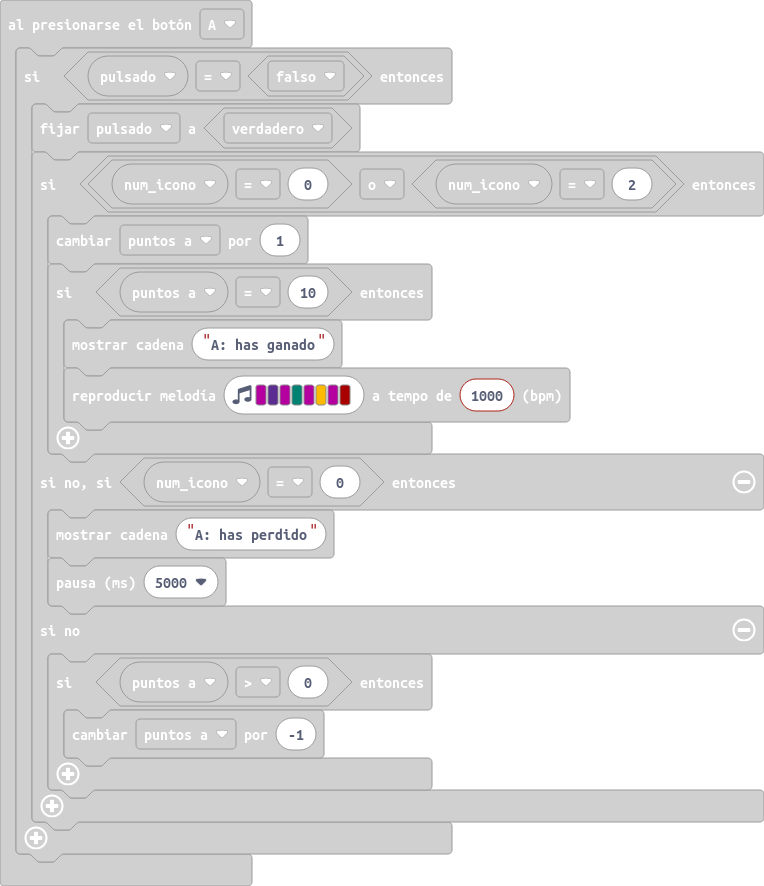 al presionarse el botón A
si pulsado = falso entonces
fijar pulsado a verdadero
si num_icono = 0 o num_icono = 2 entonces
cambiar puntos a por 1
si puntos a = 10 entonces
mostrar cadena "A: has ganado"
reproducir melodía a tempo de 1000 (bpm)
si no, si num_icono = 0 entonces
mostrar cadena "A: has perdido"
pausa (ms) 5000
si no
si puntos a > 0 entonces
cambiar puntos a por -1